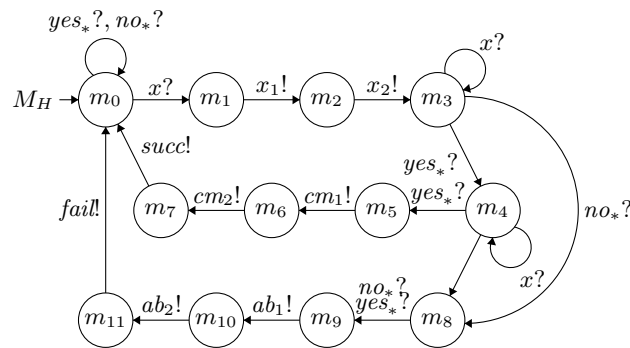 yes*?, no*?
x?
M_H
m0
x?
m1
x1!
m2
x2!
m3
succ!
yes*?
fail!
m7
cm2!
m6
cm1!
m5
yes*?
m4
no*?
x?
m11
ab2!
m10
ab1!
m9
no*?
yes*?
m8